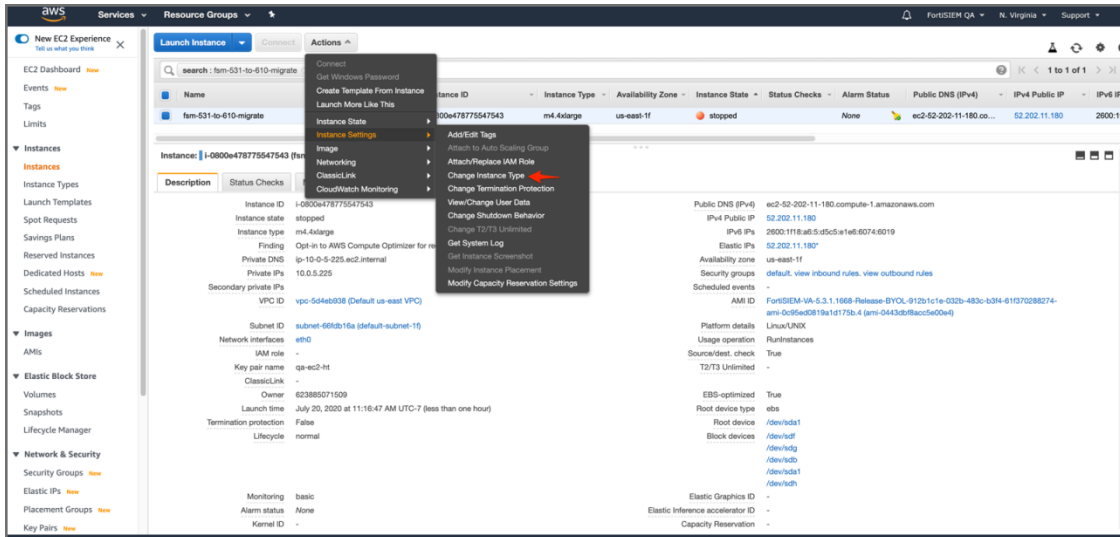 aws Services Resource Groups FortiSIEM QA N. Virginia Support
New EC2 Experience
Tell us what you think
EC2 Dashboard New
Events New
Tags
Limits
Instances
Instances
Instance Types
Launch Templates
Spot Requests
Savings Plans
Reserved Instances
Dedicated Hosts New
Scheduled Instances
Capacity Reservations
Images
AMIs
Elastic Block Store
Volumes
Snapshots
Lifecycle Manager
Network & Security
Security Groups New
Elastic IPs New
Placement Groups New
Key Pairs New
Launch Instance Connect Actions
search : fsm-531-to-610-migrate 1 to 1 of 1
Name Instance Type Availability Zone Instance State Status Checks Alarm Status Public DNS (IPv4) IPv4 Public IP
fsm-531-to-610-migrate m4.4xlarge us-east-1f stopped None ec2-52-202-11-180.co... 52.202.11.180
Connect
Get Windows Password
Create Template From Instance
Launch More Like This
Instance State
Instance Settings
Image
Networking
ClassicLink
CloudWatch Monitoring
Add/Edit Tags
Attach to Auto Scaling Group
Attach/Replace IAM Role
Change Instance Type
Change Termination Protection
View/Change User Data
Change Shutdown Behavior
Change T2/T3 Unlimited
Get System Log
Get Instance Screenshot
Modify Instance Placement
Modify Capacity Reservation Settings
Instance: i-0800e478775547543
Description Status Checks
Instance ID i-0800e478775547543
Instance state stopped
Instance type m4.4xlarge
Finding Opt-in to AWS Compute Optimizer for
Private DNS ip-10-0-5-225.ec2.internal
Private IPs 10.0.5.225
Secondary private IPs
VPC ID vpc-5d4eb938 (Default us-east VPC)
Subnet ID subnet-66fdb16a (default-subnet-1f)
Network interfaces eth0
IAM role -
Key pair name qa-ec2-ht
ClassicLink -
Owner 623885071509
Launch time July 20, 2020 at 11:16:47 AM UTC-7 (less than one hour)
Termination protection False
Lifecycle normal
Monitoring basic
Alarm status None
Kernel ID -
Public DNS (IPv4) ec2-52-202-11-180.compute-1.amazonaws.com
IPv4 Public IP 52.202.11.180
IPv6 IPs 2600:1f18:a6:5:d5c5:e1e6:6074:6019
Elastic IPs 52.202.11.180*
Availability zone us-east-1f
Security groups default. view inbound rules. view outbound rules
Scheduled events -
AMI ID FortiSIEM-VA-5.3.1.1668-Release-BYOL-912b1c1e-032b-483c-b3f4-61f370288274-
ami-0c95ed0819a1d175b.4 (ami-0443dbf8acc5e00e4)
Platform details Linux/UNIX
Usage operation RunInstances
Source/dest. check True
T2/T3 Unlimited -
EBS-optimized True
Root device type ebs
Root device /dev/sda1
Block devices /dev/sdf
/dev/sdg
/dev/sdb
/dev/sda1
/dev/sdh
Elastic Graphics ID -
Elastic Inference accelerator ID -
Capacity Reservation -